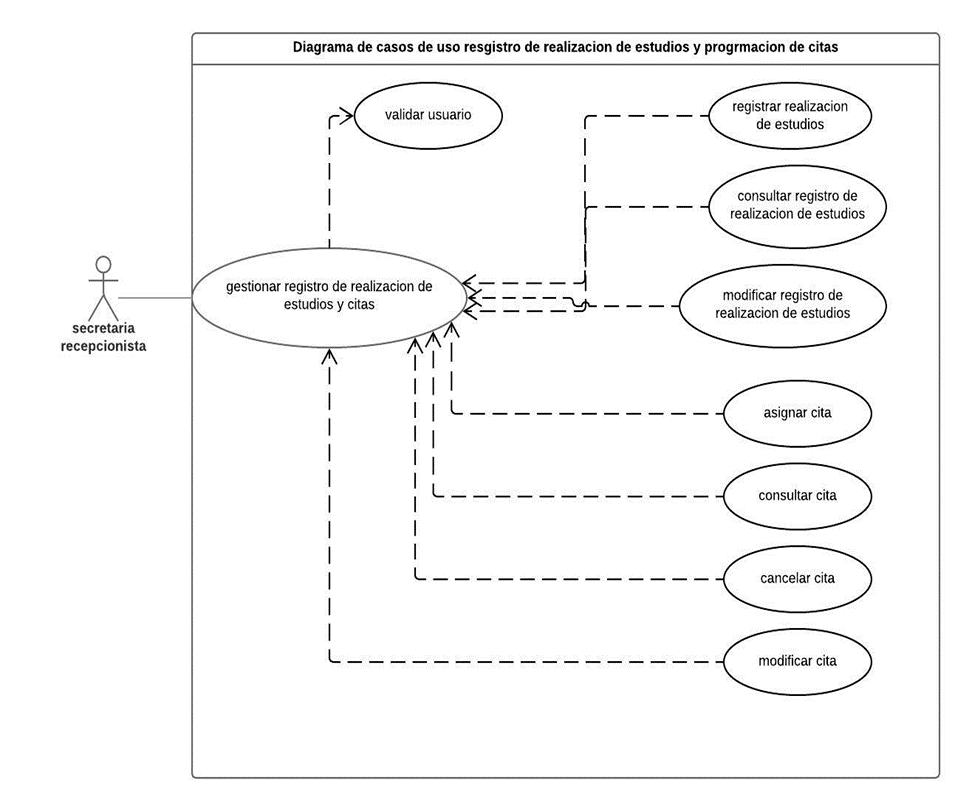 Diagrama de casos de uso resgistro de realizacion de estudios y progrmacion de citas
validar usuario
registrar realizacion
de estudios
consultar registro de
realizacion de estudios
gestionar registro de realizacion de
estudios y citas
modificar registro de
realizacion de estudios
secretaria
recepcionista
asignar cita
consultar cita
cancelar cita
modificar cita